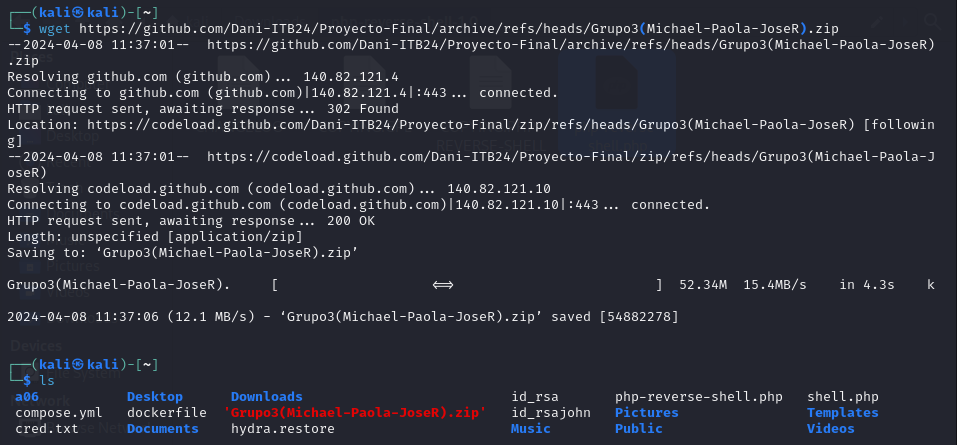 ┌──(kali㉿kali)-[~]
└─$ wget https://github.com/Dani-ITB24/Proyecto-Final/archive/refs/heads/Grupo3(Michael-Paola-JoseR).zip
--2024-04-08 11:37:01--  https://github.com/Dani-ITB24/Proyecto-Final/archive/refs/heads/Grupo3(Michael-Paola-JoseR)
.zip
Resolving github.com (github.com)... 140.82.121.4
Connecting to github.com (github.com)|140.82.121.4|:443... connected.
HTTP request sent, awaiting response... 302 Found
Location: https://codeload.github.com/Dani-ITB24/Proyecto-Final/zip/refs/heads/Grupo3(Michael-Paola-JoseR) [followin
g]
--2024-04-08 11:37:01--  https://codeload.github.com/Dani-ITB24/Proyecto-Final/zip/refs/heads/Grupo3(Michael-Paola-J
oseR)
Resolving codeload.github.com (codeload.github.com)... 140.82.121.10
Connecting to codeload.github.com (codeload.github.com)|140.82.121.10|:443... connected.
HTTP request sent, awaiting response... 200 OK
Length: unspecified [application/zip]
Saving to: ‘Grupo3(Michael-Paola-JoseR).zip’
Grupo3(Michael-Paola-JoseR).     [                   <=>                          ]  52.34M  15.4MB/s    in 4.3s    k
2024-04-08 11:37:06 (12.1 MB/s) - ‘Grupo3(Michael-Paola-JoseR).zip’ saved [54882278]
Devices
┌──(kali㉿kali)-[~]
└─$ ls
a06          Desktop     Downloads                          id_rsa      php-reverse-shell.php  shell.php
compose.yml  dockerfile  'Grupo3(Michael-Paola-JoseR).zip'  id_rsajohn  Pictures               Templates
cred.txt     Documents   hydra.restore                      Music       Public                 Videos